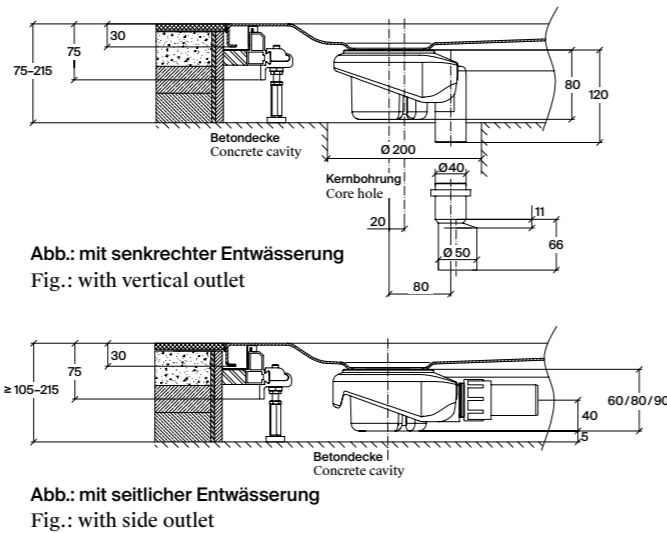 30
75
75–215
80
120
Betondecke
Concrete cavity
Ø 200
Kernbohrung
Core hole
Ø40
20
11
66
Ø 50
80
Abb.: mit senkrechter Entwässerung
Fig.: with vertical outlet
30
75
≥ 105–215
60/80/90
40
5
Betondecke
Concrete cavity
Abb.: mit seitlicher Entwässerung
Fig.: with side outlet